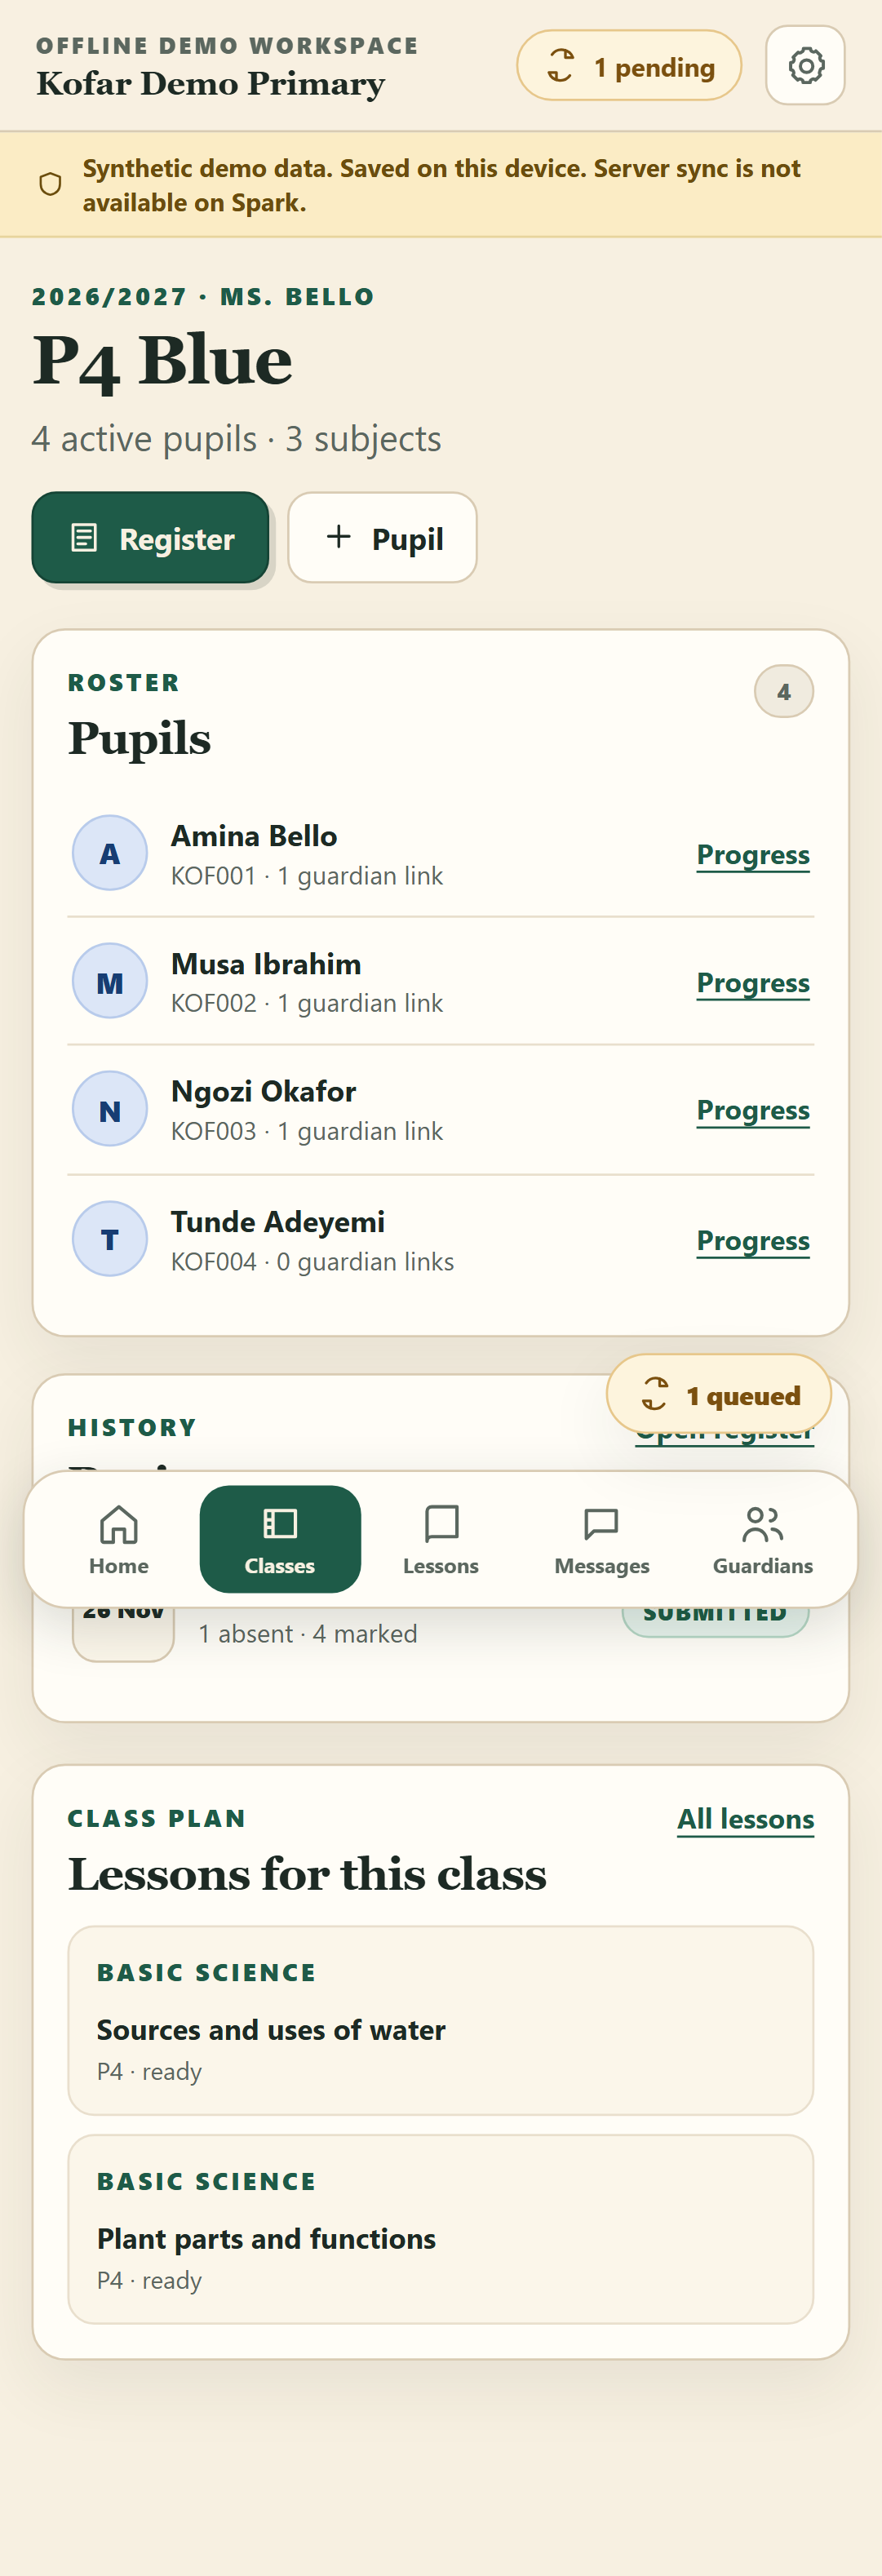 OFFLINE DEMO WORKSPACE
Kofar Demo Primary
1 pending
Synthetic demo data. Saved on this device. Server sync is not
available on Spark.
2026/2027 · MS. BELLO
P4 Blue
4 active pupils · 3 subjects
Register
Pupil
ROSTER
4
Pupils
A
Amina Bello
KOF001 · 1 guardian link
Progress
M
Musa Ibrahim
KOF002 · 1 guardian link
Progress
N
Ngozi Okafor
KOF003 · 1 guardian link
Progress
T
Tunde Adeyemi
KOF004 · 0 guardian links
Progress
1 queued
HISTORY
Open register
Home
Classes
Lessons
Messages
Guardians
26 Nov
1 absent · 4 marked
SUBMITTED
CLASS PLAN
All lessons
Lessons for this class
BASIC SCIENCE
Sources and uses of water
P4 · ready
BASIC SCIENCE
Plant parts and functions
P4 · ready